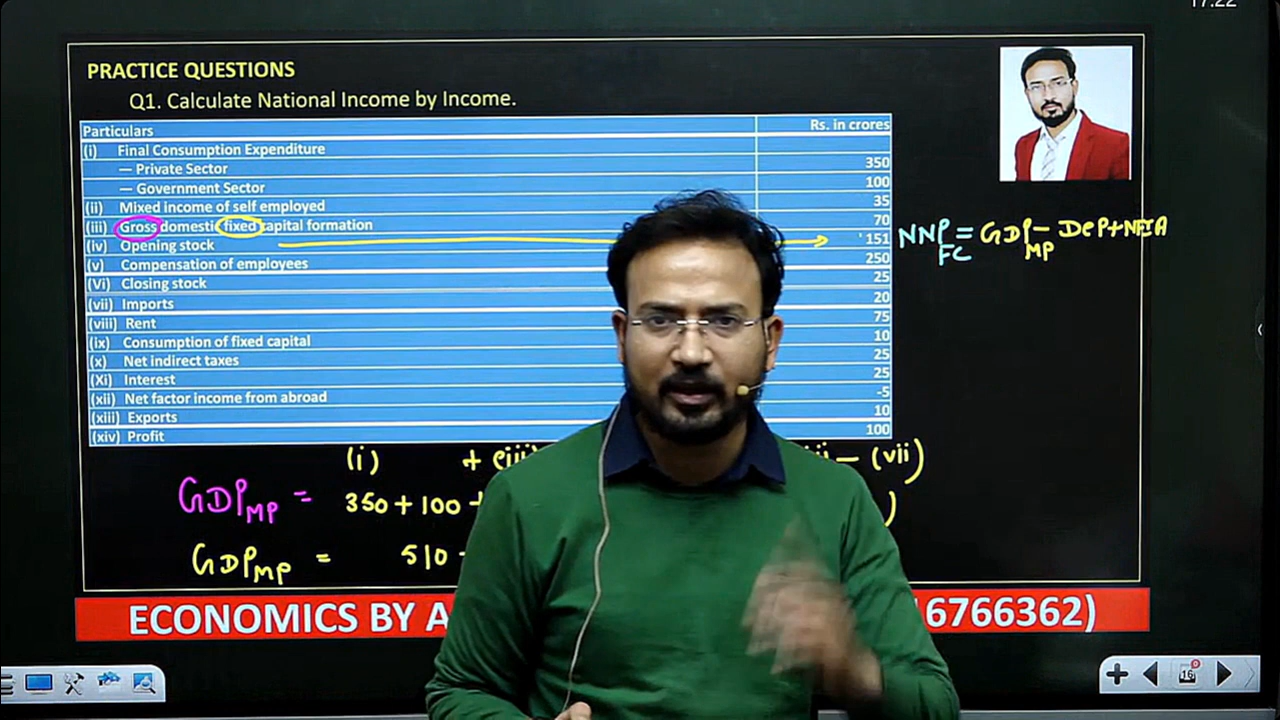 17:22
PRACTICE QUESTIONS
Q1. Calculate National Income by Income.
Particulars Rs. in crores
(i) Final Consumption Expenditure
— Private Sector 350
— Government Sector 100
(ii) Mixed income of self employed 35
(iii) Gross domestic fixed capital formation 70
(iv) Opening stock 151
(v) Compensation of employees 250
(Vi) Closing stock 25
(vii) Imports 20
(viii) Rent 75
(ix) Consumption of fixed capital 10
(x) Net indirect taxes 25
(Xi) Interest 25
(xii) Net factor income from abroad -5
(xiii) Exports 10
(xiv) Profit 100
NNP FC = GDP MP - Dep + NFIA
(i) + - (vii)
GDP MP = 350 + 100 + )
GDP MP = 510 -
ECONOMICS BY A 6766362)
16